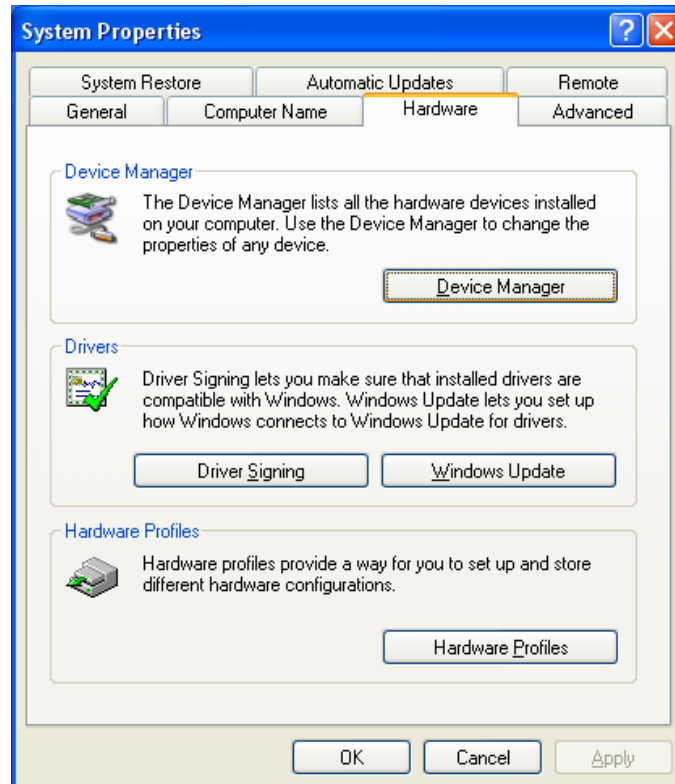 System Properties
?
System Restore Automatic Updates Remote
General Computer Name Hardware Advanced
Device Manager
The Device Manager lists all the hardware devices installed
on your computer. Use the Device Manager to change the
properties of any device.
Device Manager
Drivers
Driver Signing lets you make sure that installed drivers are
compatible with Windows. Windows Update lets you set up
how Windows connects to Windows Update for drivers.
Driver Signing Windows Update
Hardware Profiles
Hardware profiles provide a way for you to set up and store
different hardware configurations.
Hardware Profiles
OK Cancel Apply